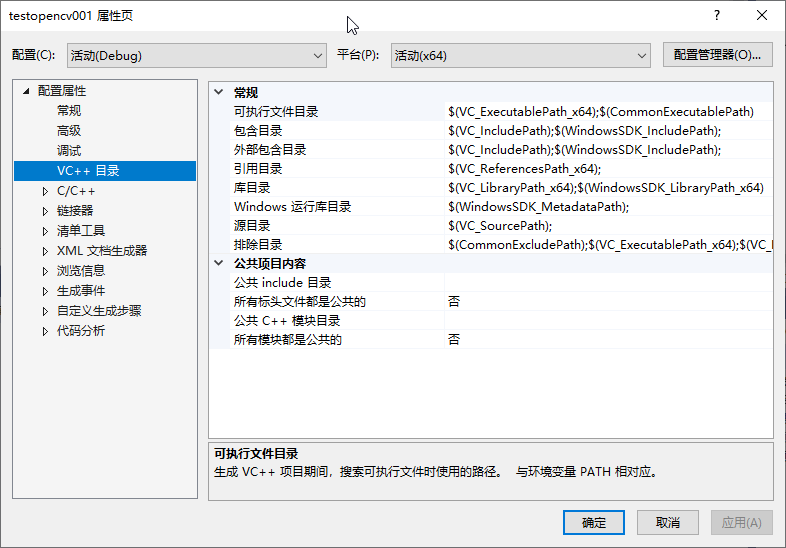 testopencv001 属性页
配置(C): 活动(Debug) 平台(P): 活动(x64) 配置管理器(O)...
配置属性
常规
高级
调试
VC++ 目录
C/C++
链接器
清单工具
XML 文档生成器
浏览信息
生成事件
自定义生成步骤
代码分析
常规
可执行文件目录 $(VC_ExecutablePath_x64);$(CommonExecutablePath)
包含目录 $(VC_IncludePath);$(WindowsSDK_IncludePath);
外部包含目录 $(VC_IncludePath);$(WindowsSDK_IncludePath);
引用目录 $(VC_ReferencesPath_x64);
库目录 $(VC_LibraryPath_x64);$(WindowsSDK_LibraryPath_x64)
Windows 运行库目录 $(WindowsSDK_MetadataPath);
源目录 $(VC_SourcePath);
排除目录 $(CommonExcludePath);$(VC_ExecutablePath_x64);$(VC_
公共项目内容
公共 include 目录
所有标头文件都是公共的 否
公共 C++ 模块目录
所有模块都是公共的 否
可执行文件目录
生成 VC++ 项目期间，搜索可执行文件时使用的路径。 与环境变量 PATH 相对应。
确定 取消 应用(A)